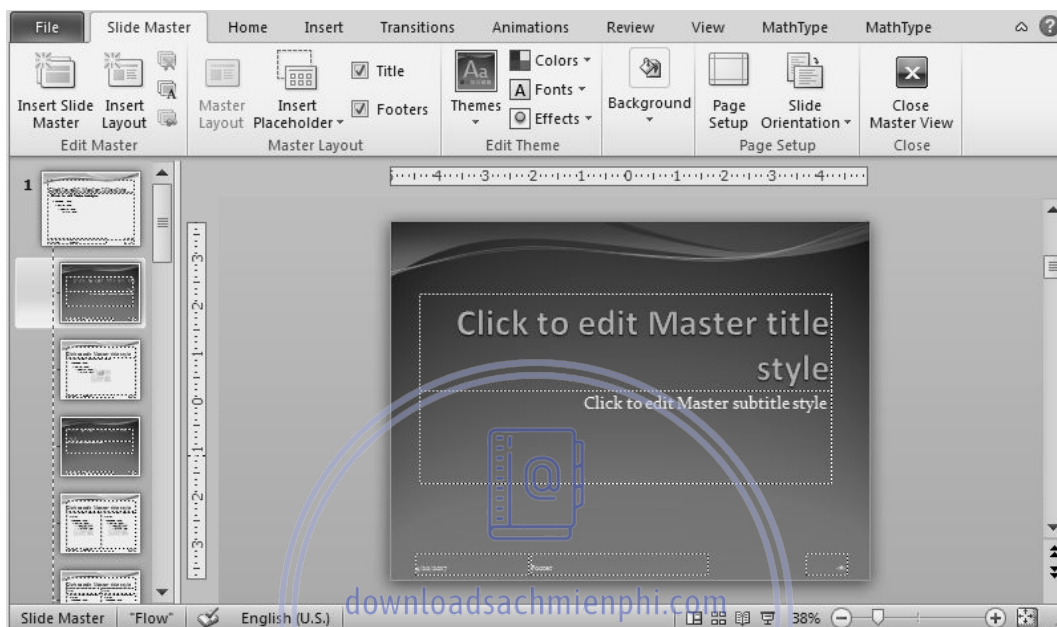 File Slide Master Home Insert Transitions Animations Review View MathType MathType
Title
Footers
Colors
Fonts
Effects
Insert Slide Master
Insert Layout
Master Layout
Insert Placeholder
Themes
Background
Page Setup
Slide Orientation
Close Master View
Edit Master Master Layout Edit Theme Page Setup Close
1
Click to edit Master title
style
Click to edit Master subtitle style
Footer
downloadsachmienphi.com
Slide Master "Flow" English (U.S.) 38%